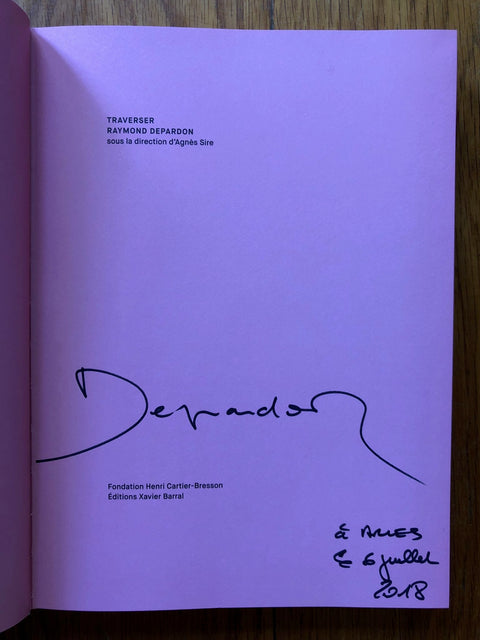 TRAVERSER
RAYMOND DEPARDON
sous la direction d'Agnès Sire
Depardon
Fondation Henri Cartier-Bresson
Éditions Xavier Barral
à ARLES
le 6 juillet
2018